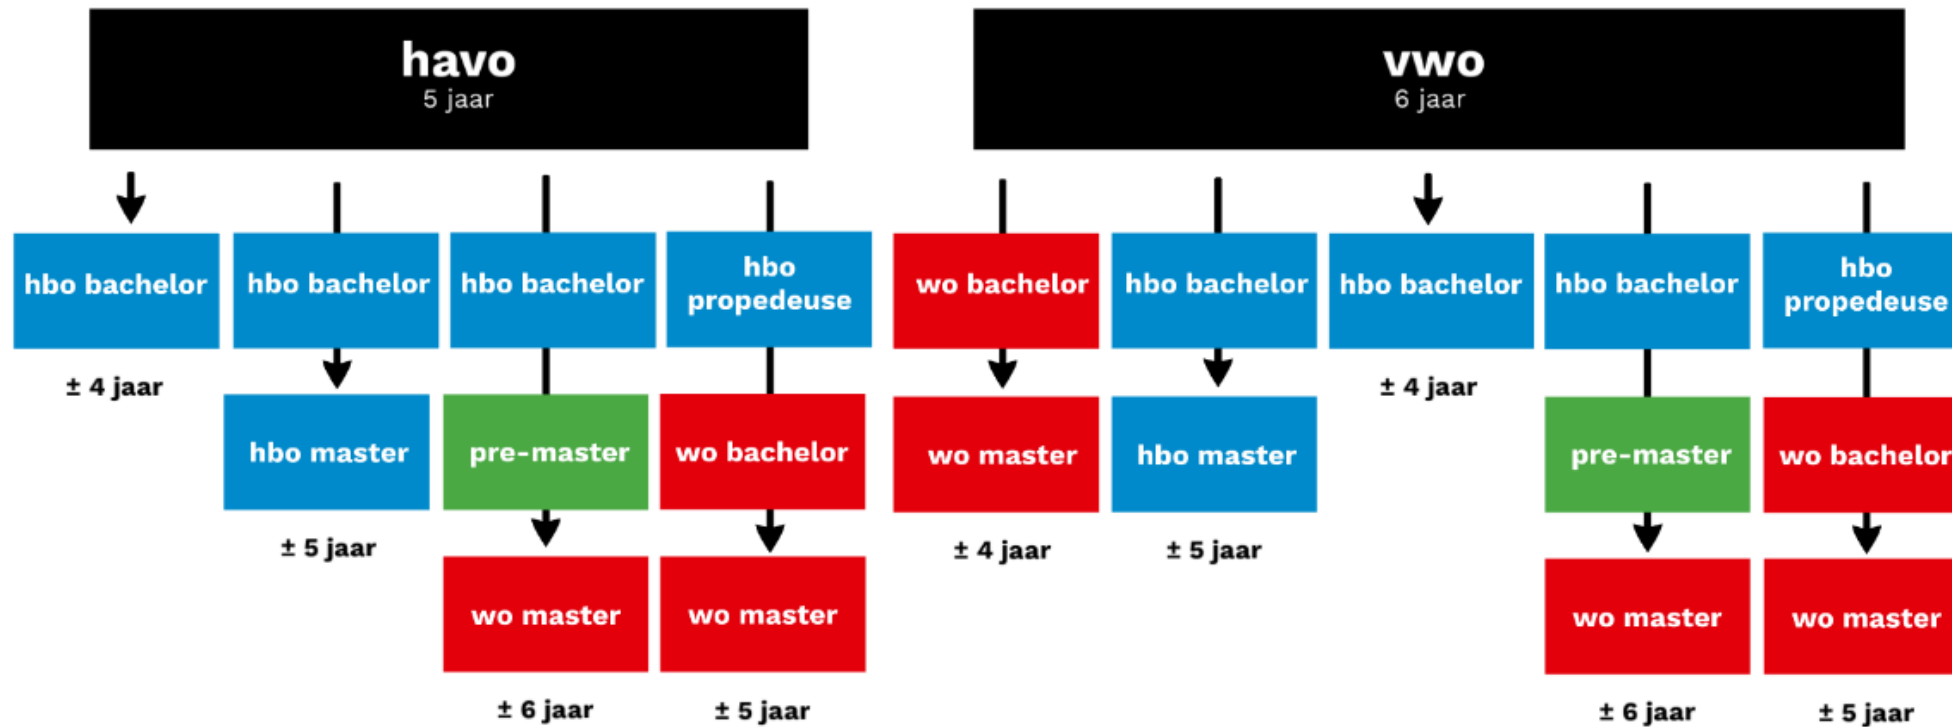 havo
5 jaar
vwo
6 jaar
hbo bachelor
hbo bachelor
hbo bachelor
hbo
propedeuse
wo bachelor
hbo bachelor
hbo bachelor
hbo bachelor
hbo
propedeuse
± 4 jaar
± 4 jaar
hbo master
pre-master
wo bachelor
wo master
hbo master
pre-master
wo bachelor
± 5 jaar
± 4 jaar
± 5 jaar
wo master
wo master
wo master
wo master
± 6 jaar
± 5 jaar
± 6 jaar
± 5 jaar